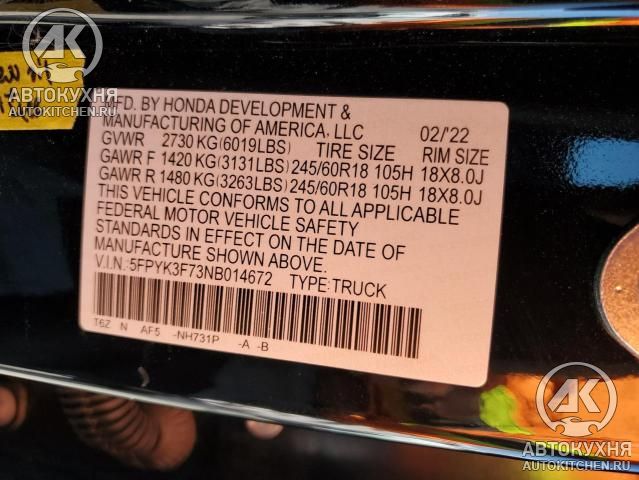 АК
АВТОКУХНЯ
AUTOKITCHEN.RU
MFD. BY HONDA DEVELOPMENT &
MANUFACTURING OF AMERICA, LLC 02/'22
GVWR 2730 KG (6019LBS) TIRE SIZE RIM SIZE
GAWR F 1420 KG(3131LBS) 245/60R18 105H 18X8.0J
GAWR R 1480 KG(3263LBS) 245/60R18 105H 18X8.0J
THIS VEHICLE CONFORMS TO ALL APPLICABLE
FEDERAL MOTOR VEHICLE SAFETY
STANDARDS IN EFFECT ON THE DATE OF
MANUFACTURE SHOWN ABOVE.
V.I.N.:5FPYK3F73NB014672 TYPE:TRUCK
T6Z N AF5 -NH731P -A -B
АК
АВТОКУХНЯ
AUTOKITCHEN.RU